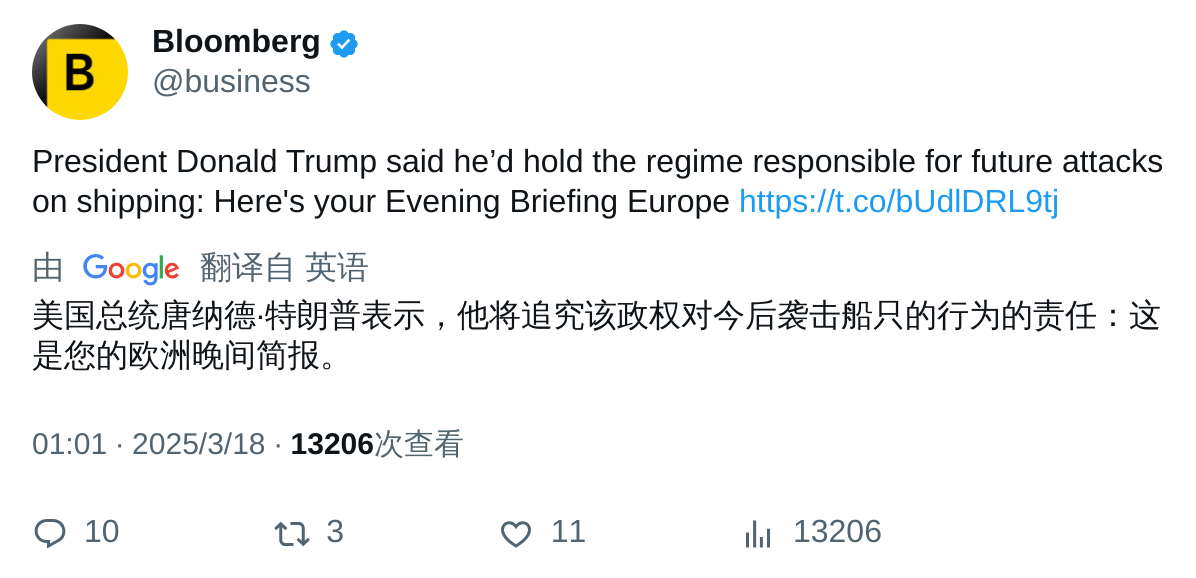 B
Bloomberg
@business
President Donald Trump said he’d hold the regime responsible for future attacks
on shipping: Here's your Evening Briefing Europe https://t.co/bUdlDRL9tj
由 Google 翻译自 英语
美国总统唐纳德·特朗普表示，他将追究该政权对今后袭击船只的行为的责任：这
是您的欧洲晚间简报。
01:01 · 2025/3/18 · 13206次查看
10 3 11 13206